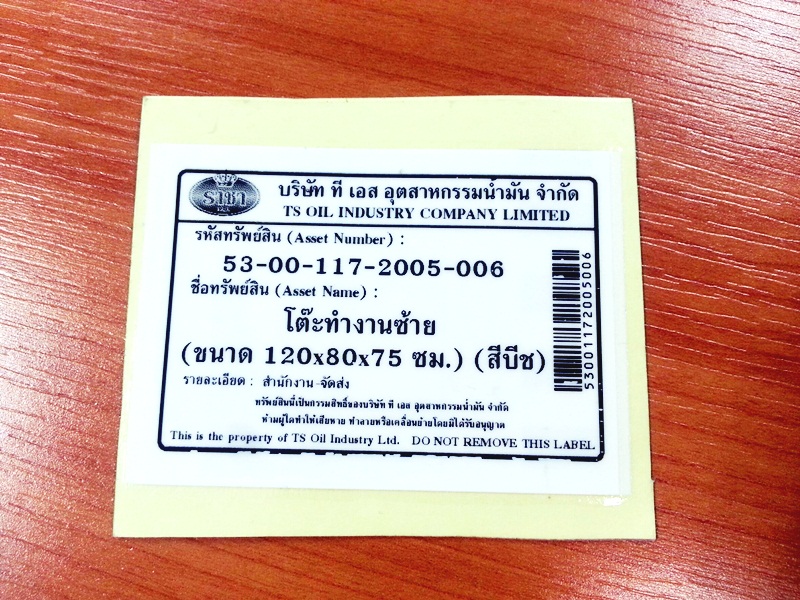 ราชา
บริษัท ที เอส อุตสาหกรรมน้ำมัน จำกัด
TS OIL INDUSTRY COMPANY LIMITED
รหัสทรัพย์สิน (Asset Number) :
53-00-117-2005-006
ชื่อทรัพย์สิน (Asset Name) :
โต๊ะทำงานซ้าย
(ขนาด 120x80x75 ซม.) (สีบีช)
รายละเอียด : สำนักงาน-จัดส่ง
ทรัพย์สินนี้เป็นกรรมสิทธิ์ของบริษัท ที เอส อุตสาหกรรมน้ำมัน จำกัด
ห้ามผู้ใดทำให้เสียหาย ทำลายหรือเคลื่อนย้ายโดยมิได้รับอนุญาต
This is the property of TS Oil Industry Ltd. DO NOT REMOVE THIS LABEL
53001172005006